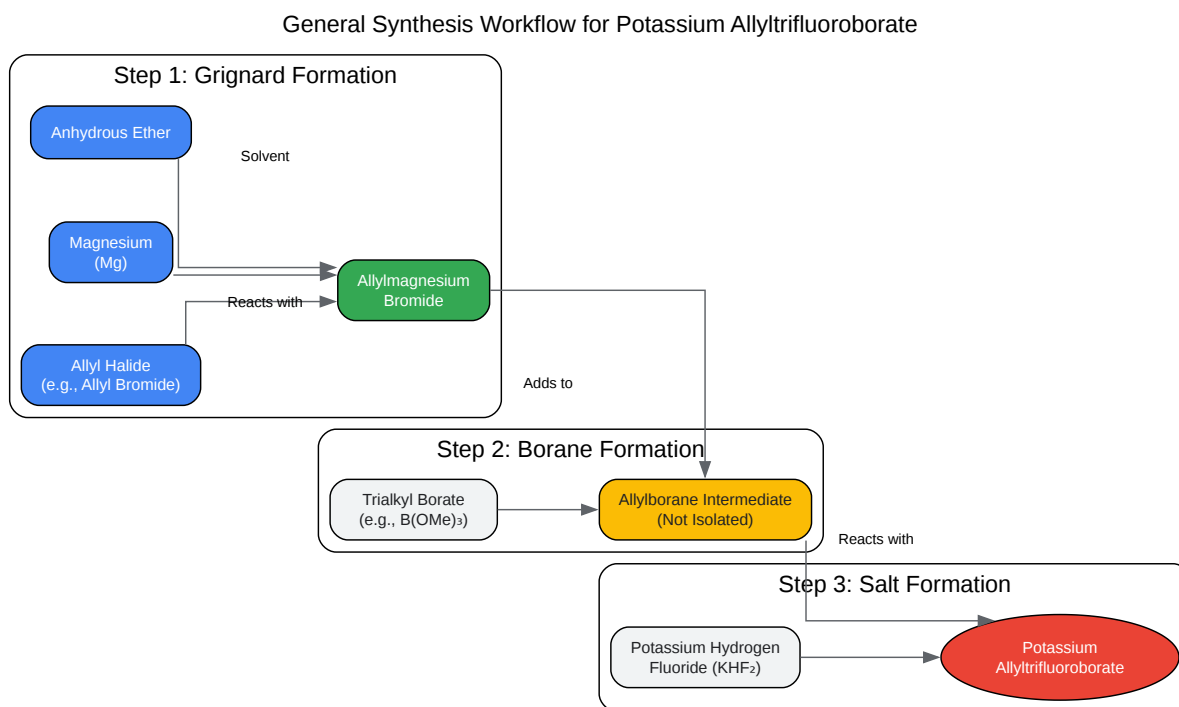 General Synthesis Workflow for Potassium Allyltrifluoroborate
Step 1: Grignard Formation
Anhydrous Ether
Solvent
Magnesium
(Mg)
Allylmagnesium
Bromide
Reacts with
Allyl Halide
(e.g., Allyl Bromide)
Adds to
Step 2: Borane Formation
Trialkyl Borate
(e.g., B(OMe)₃)
Allylborane Intermediate
(Not Isolated)
Reacts with
Step 3: Salt Formation
Potassium Hydrogen
Fluoride (KHF₂)
Potassium
Allyltrifluoroborate